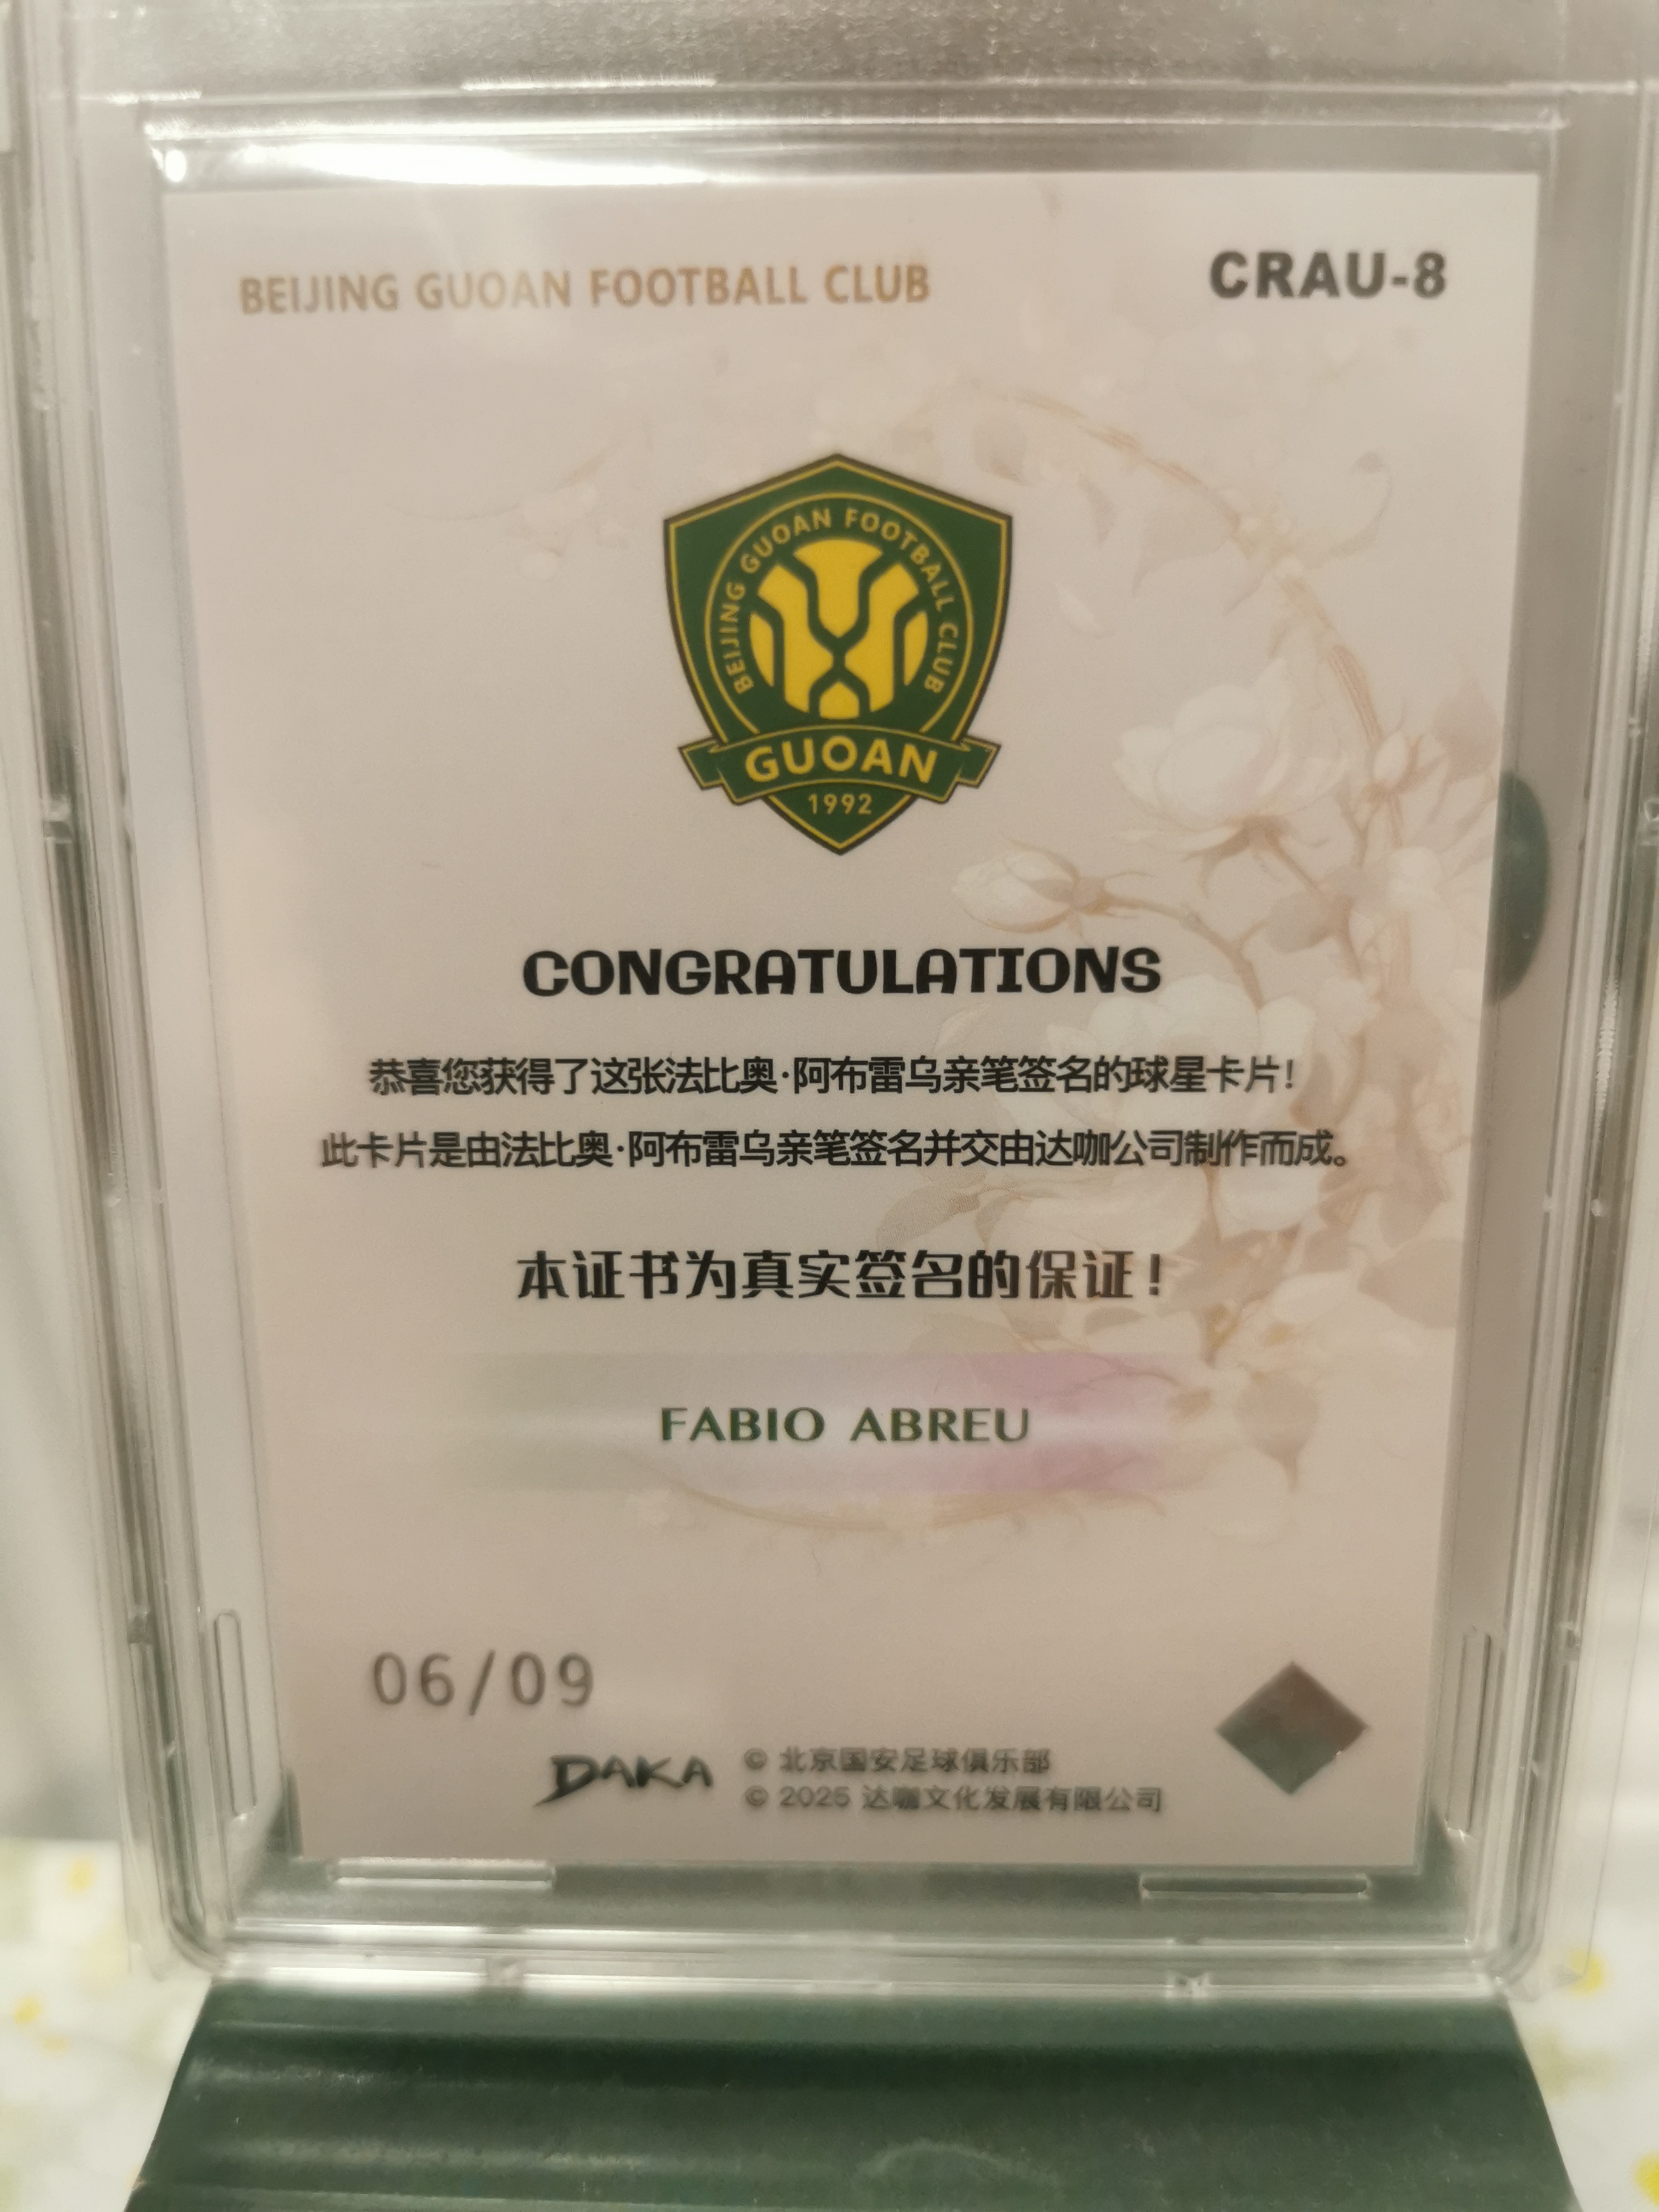 BEIJING GUOAN FOOTBALL CLUB
CRAU-8
BEIJING GUOAN FOOTBALL CLUB
GUOAN
1992
CONGRATULATIONS
恭喜您获得了这张法比奥·阿布雷乌亲笔签名的球星卡片!
此卡片是由法比奥·阿布雷乌亲笔签名并交由达咖公司制作而成。
本证书为真实签名的保证!
FABIO ABREU
06/09
DAKA
© 北京国安足球俱乐部
© 2025 达咖文化发展有限公司